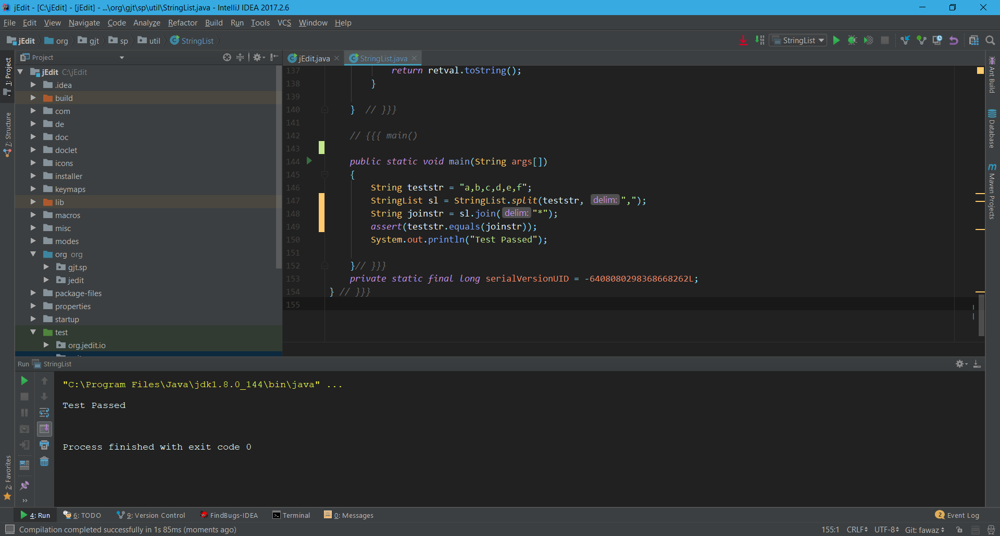 jEdit - [C:\jEdit] - [jEdit] - ...\org\gjt\sp\util\StringList.java - IntelliJ IDEA 2017.2.6
File Edit View Navigate Code Analyze Refactor Build Run Tools VCS Window Help
jEdit org gjt sp util StringList
StringList
1: Project
7: Structure
2: Favorites
Project
jEdit C:\jEdit
.idea
build
com
de
doc
doclet
icons
installer
keymaps
lib
macros
misc
modes
org org
gjt.sp
jedit
package-files
properties
startup
test
org.jedit.io
jEdit.java StringList.java
137 return retval.toString();
138 }
139
140 } // }}}
141
142 // {{{ main()
143
144 public static void main(String args[])
145 {
146 String teststr = "a,b,c,d,e,f";
147 StringList sl = StringList.split(teststr, delim: ",");
148 String joinstr = sl.join( delim: "*");
149 assert(teststr.equals(joinstr));
150 System.out.println("Test Passed");
151
152 }// }}}
153 private static final long serialVersionUID = -6408080298368668262L;
154 } // }}}
155
Ant Build
Database
Maven Projects
Run StringList
"C:\Program Files\Java\jdk1.8.0_144\bin\java" ...
Test Passed
Process finished with exit code 0
4: Run 6: TODO 9: Version Control FindBugs-IDEA Terminal 0: Messages 2 Event Log
Compilation completed successfully in 1s 85ms (moments ago) 155:1 CRLF UTF-8 Git: fawaz